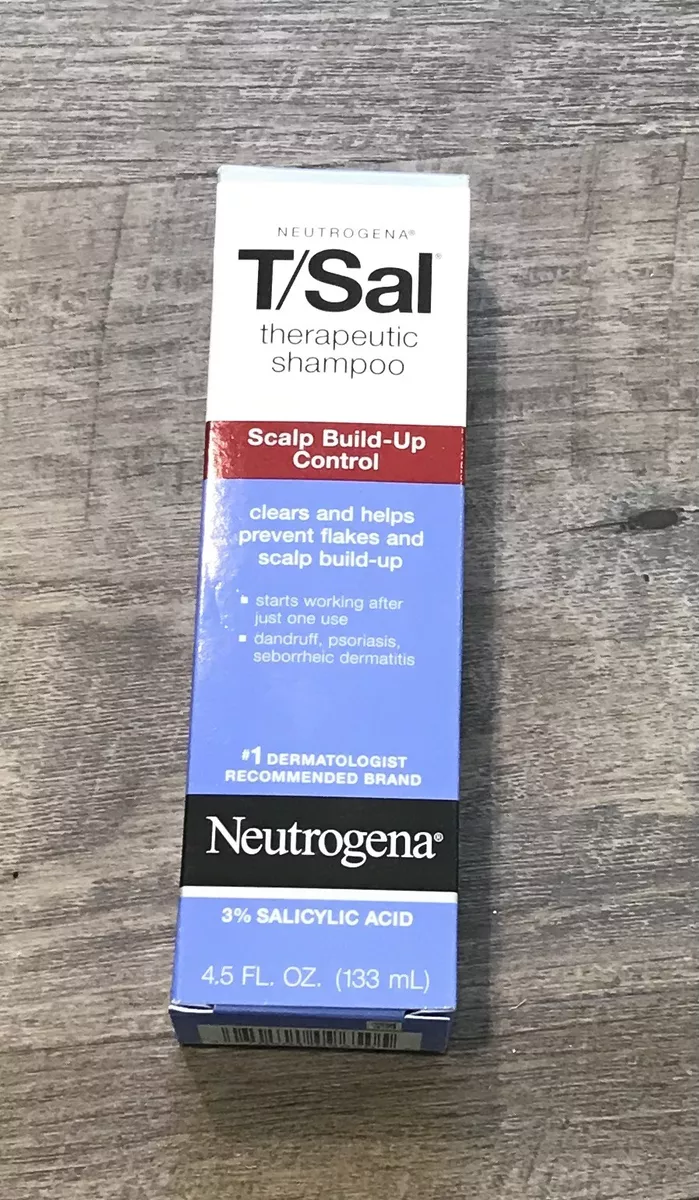 NEUTROGENA®
T/Sal®
therapeutic
shampoo
Scalp Build-Up
Control
clears and helps
prevent flakes and
scalp build-up
▪ starts working after
just one use
▪ dandruff, psoriasis,
seborrheic dermatitis
#1 DERMATOLOGIST
RECOMMENDED BRAND
Neutrogena®
3% SALICYLIC ACID
4.5 FL. OZ. (133 mL)